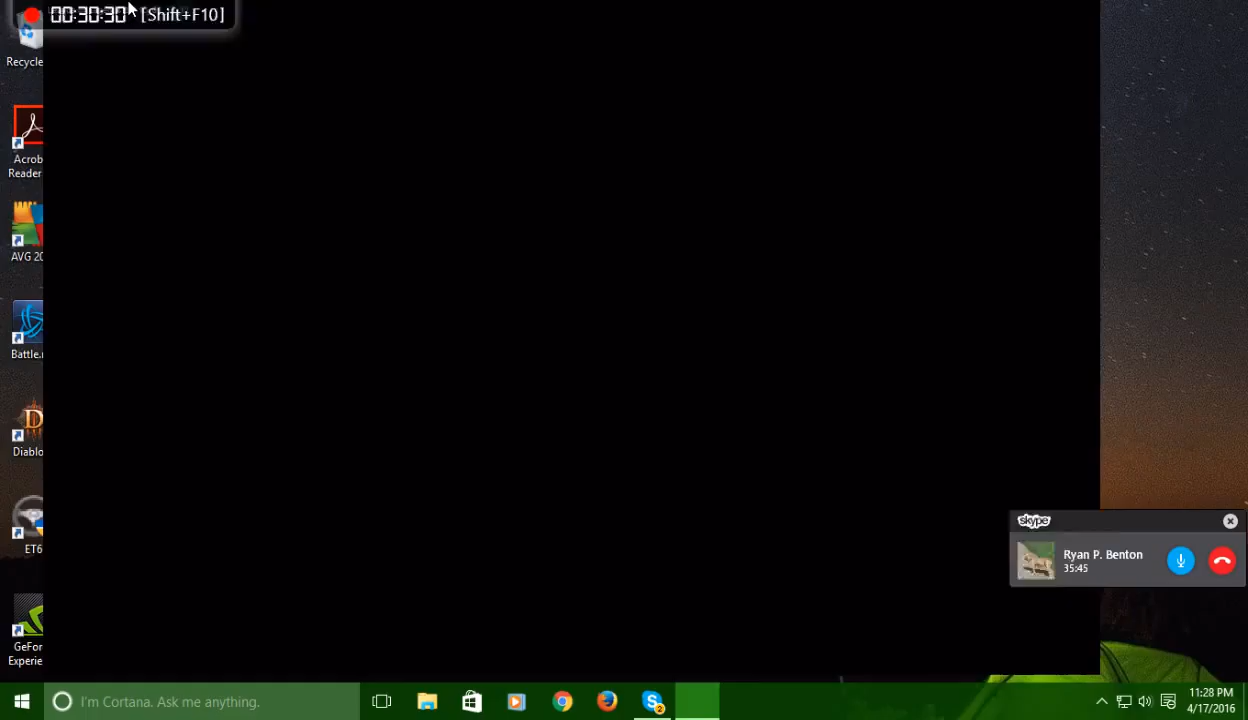 00:30:30 [Shift+F10]
Recycle
Acrob
Reader
AVG 20
Battle.n
Diablo
ET6
GeFor
Experie
skype
Ryan P. Benton
35:45
I'm Cortana. Ask me anything.
2
11:28 PM
4/17/2016